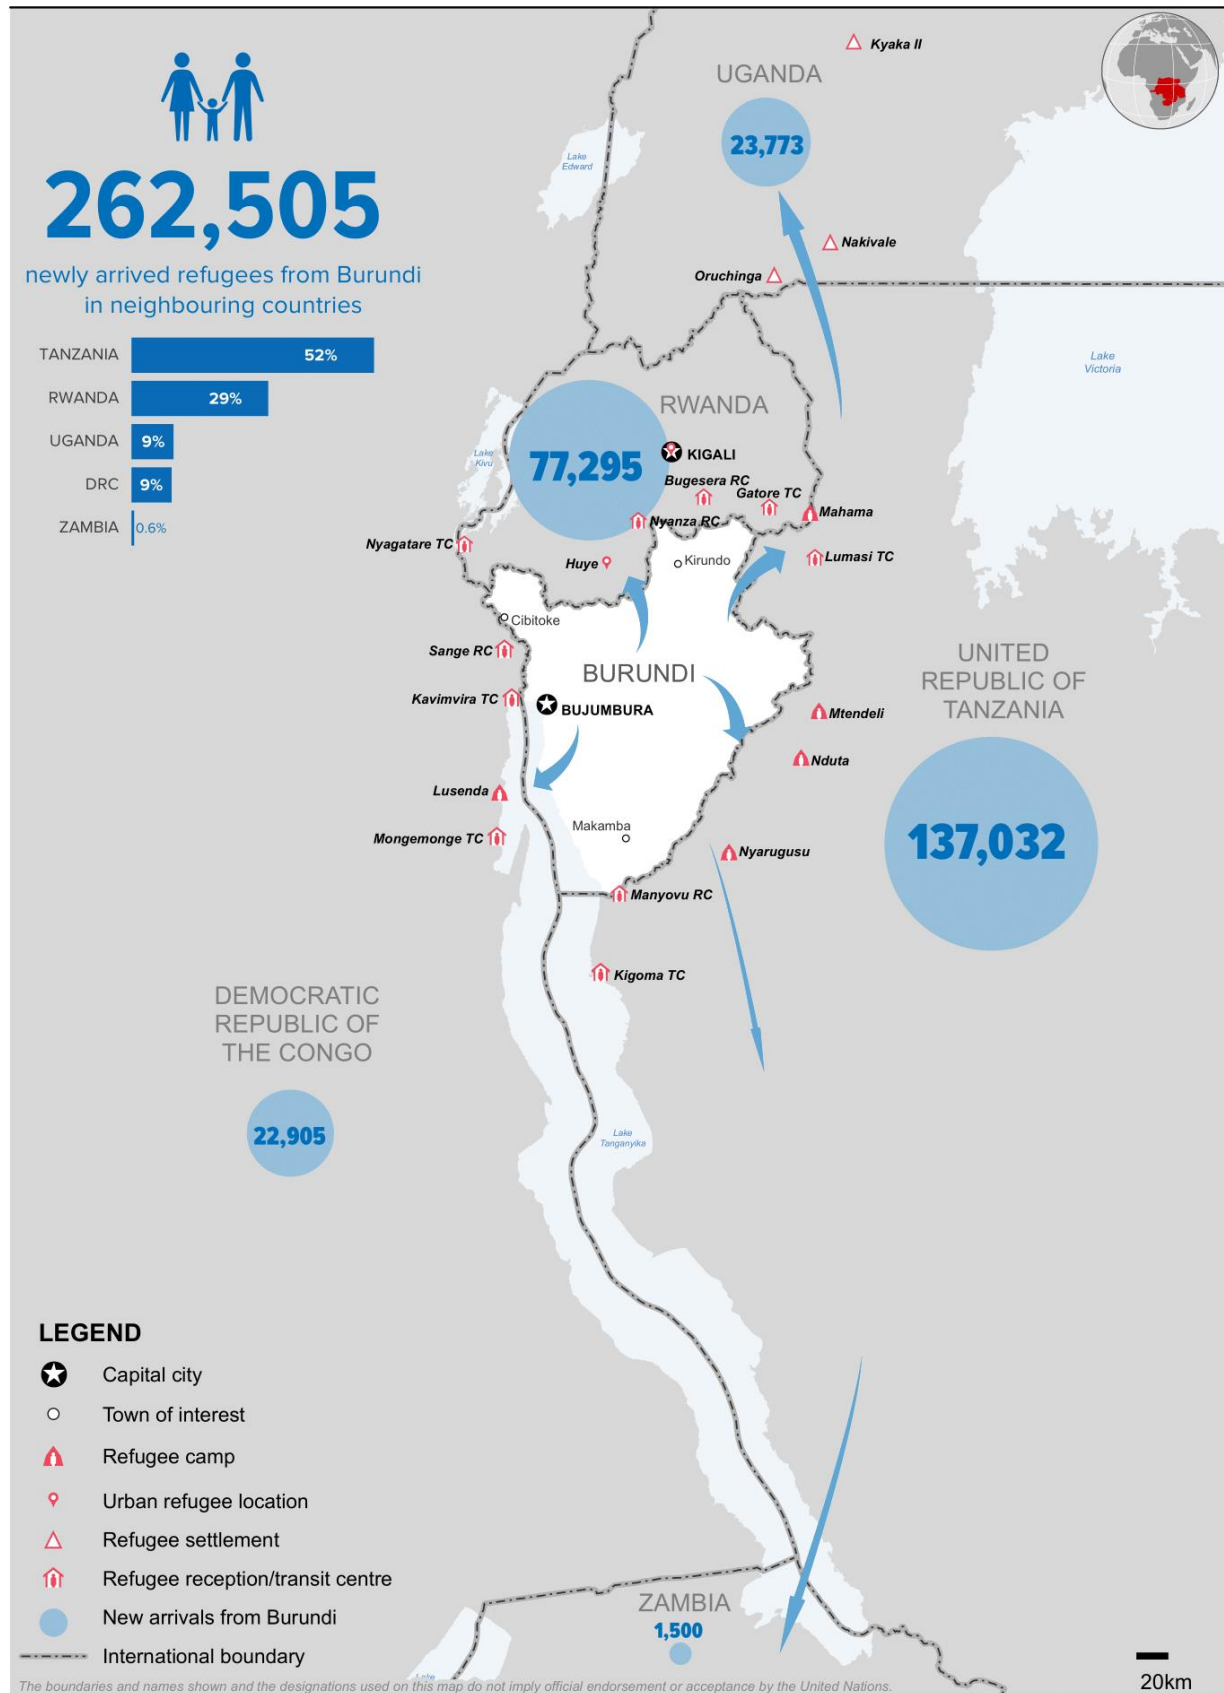 262,505
newly arrived refugees from Burundi
in neighbouring countries
TANZANIA 52%
RWANDA 29%
UGANDA 9%
DRC 9%
ZAMBIA 0.6%
Kyaka II
UGANDA
23,773
Lake
Edward
Nakivale
Oruchinga
Lake
Victoria
RWANDA
77,295
KIGALI
Lake
Kivu
Bugesera RC
Gatore TC
Mahama
Nyanza RC
Nyagatare TC
Huye
Kirundo
Lumasi TC
Cibitoke
Sange RC
BURUNDI
UNITED
REPUBLIC OF
TANZANIA
137,032
Kavimvira TC
BUJUMBURA
Mtendeli
Nduta
Lusenda
Mongemonge TC
Makamba
Nyarugusu
Manyovu RC
Kigoma TC
DEMOCRATIC
REPUBLIC OF
THE CONGO
22,905
Lake
Tanganyika
LEGEND
Capital city
Town of interest
Refugee camp
Urban refugee location
Refugee settlement
Refugee reception/transit centre
New arrivals from Burundi
International boundary
ZAMBIA
1,500
Lake
20km
The boundaries and names shown and the designations used on this map do not imply official endorsement or acceptance by the United Nations.